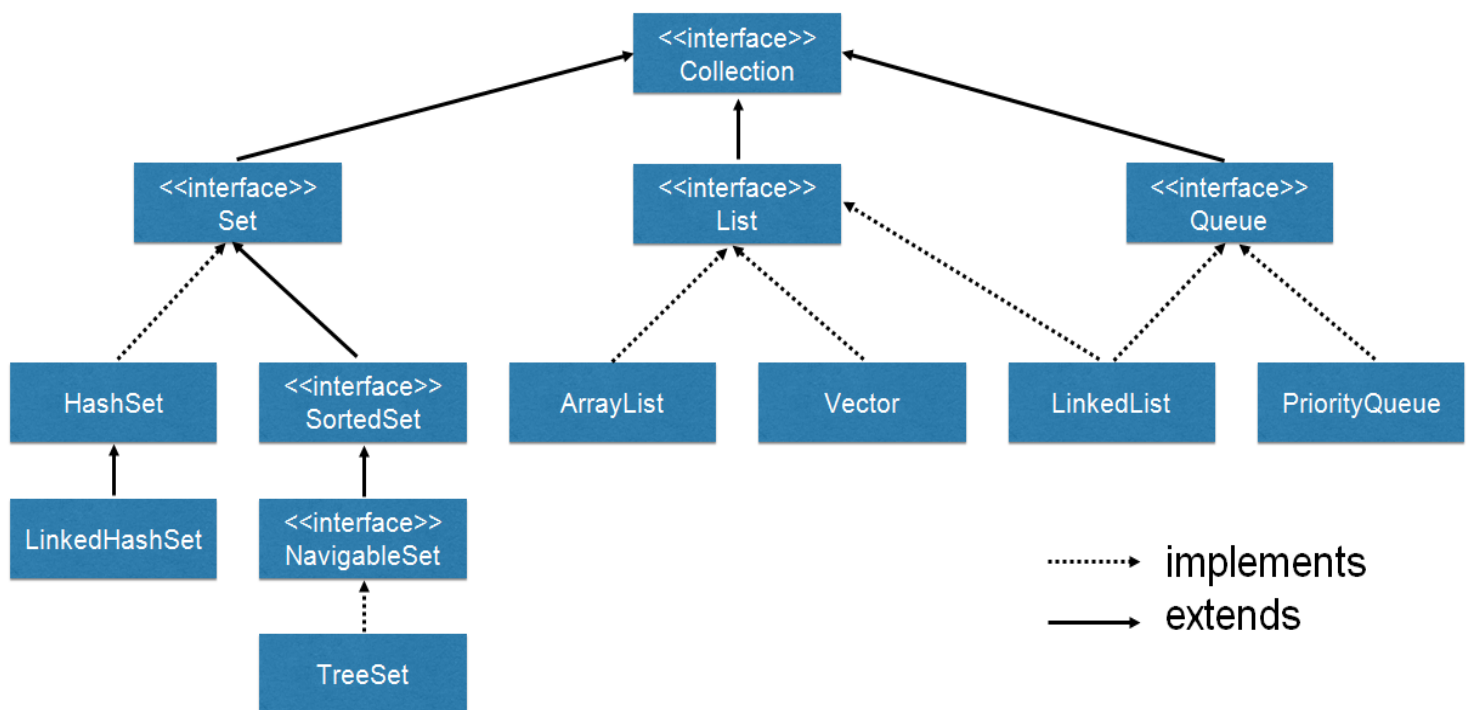 <<interface>>
Collection
<<interface>>
Set
<<interface>>
List
<<interface>>
Queue
HashSet
<<interface>>
SortedSet
ArrayList
Vector
LinkedList
PriorityQueue
LinkedHashSet
<<interface>>
NavigableSet
TreeSet
implements
extends